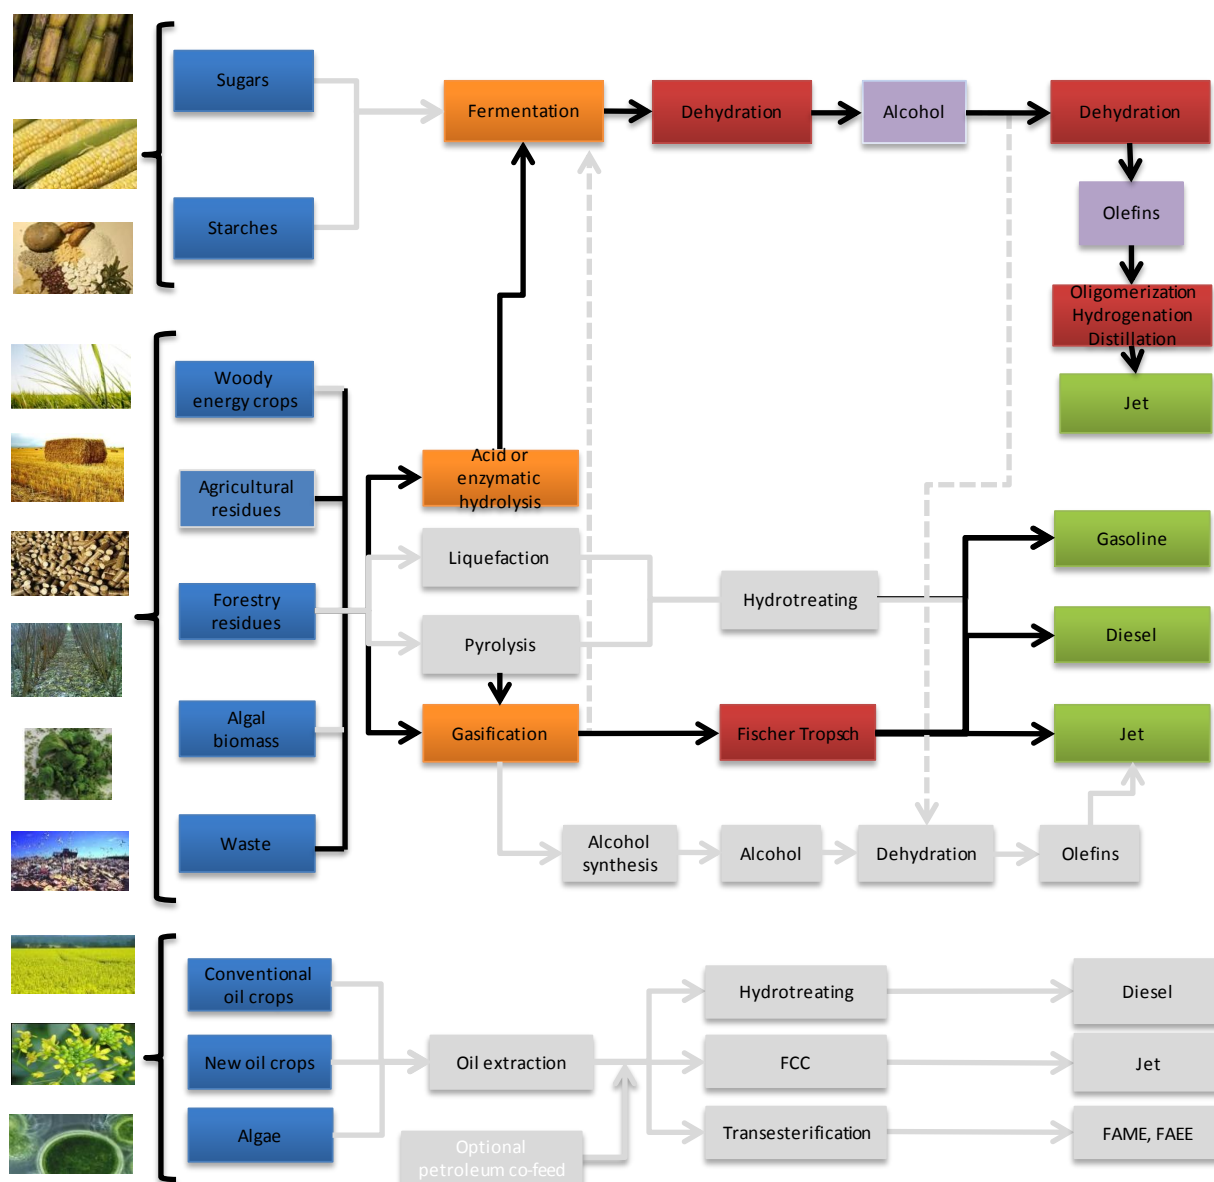 Sugars
Fermentation
Dehydration
Alcohol
Dehydration
Starches
Olefins
Oligomerization
Hydrogenation
Distillation
Jet
Woody
energy crops
Acid or
enzymatic
hydrolysis
Agricultural
residues
Liquefaction
Gasoline
Forestry
residues
Hydrotreating
Pyrolysis
Diesel
Algal
biomass
Gasification
Fischer Tropsch
Jet
Waste
Alcohol
synthesis
Alcohol
Dehydration
Olefins
Conventional
oil crops
Hydrotreating
Diesel
New oil crops
Oil extraction
FCC
Jet
Algae
Transesterification
FAME, FAEE
Optional
petroleum co-feed